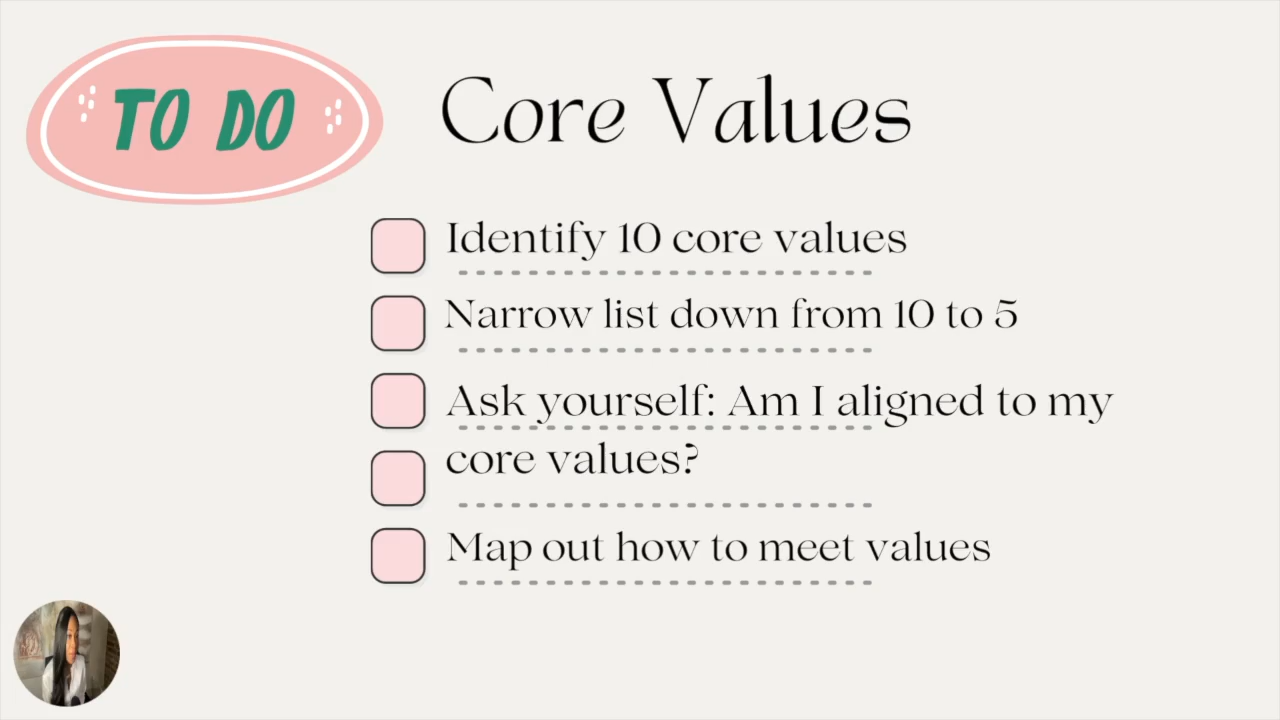 TO DO
Core Values
Identify 10 core values
Narrow list down from 10 to 5
Ask yourself: Am I aligned to my
core values?
Map out how to meet values